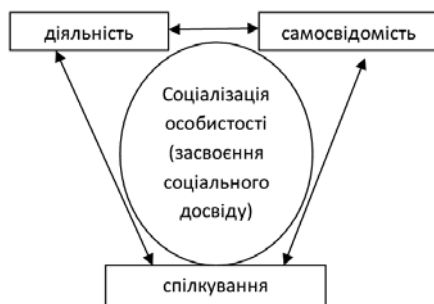 діяльність
самосвідомість
Соціалізація
особистості
(засвоєння
соціального
досвіду)
спілкування